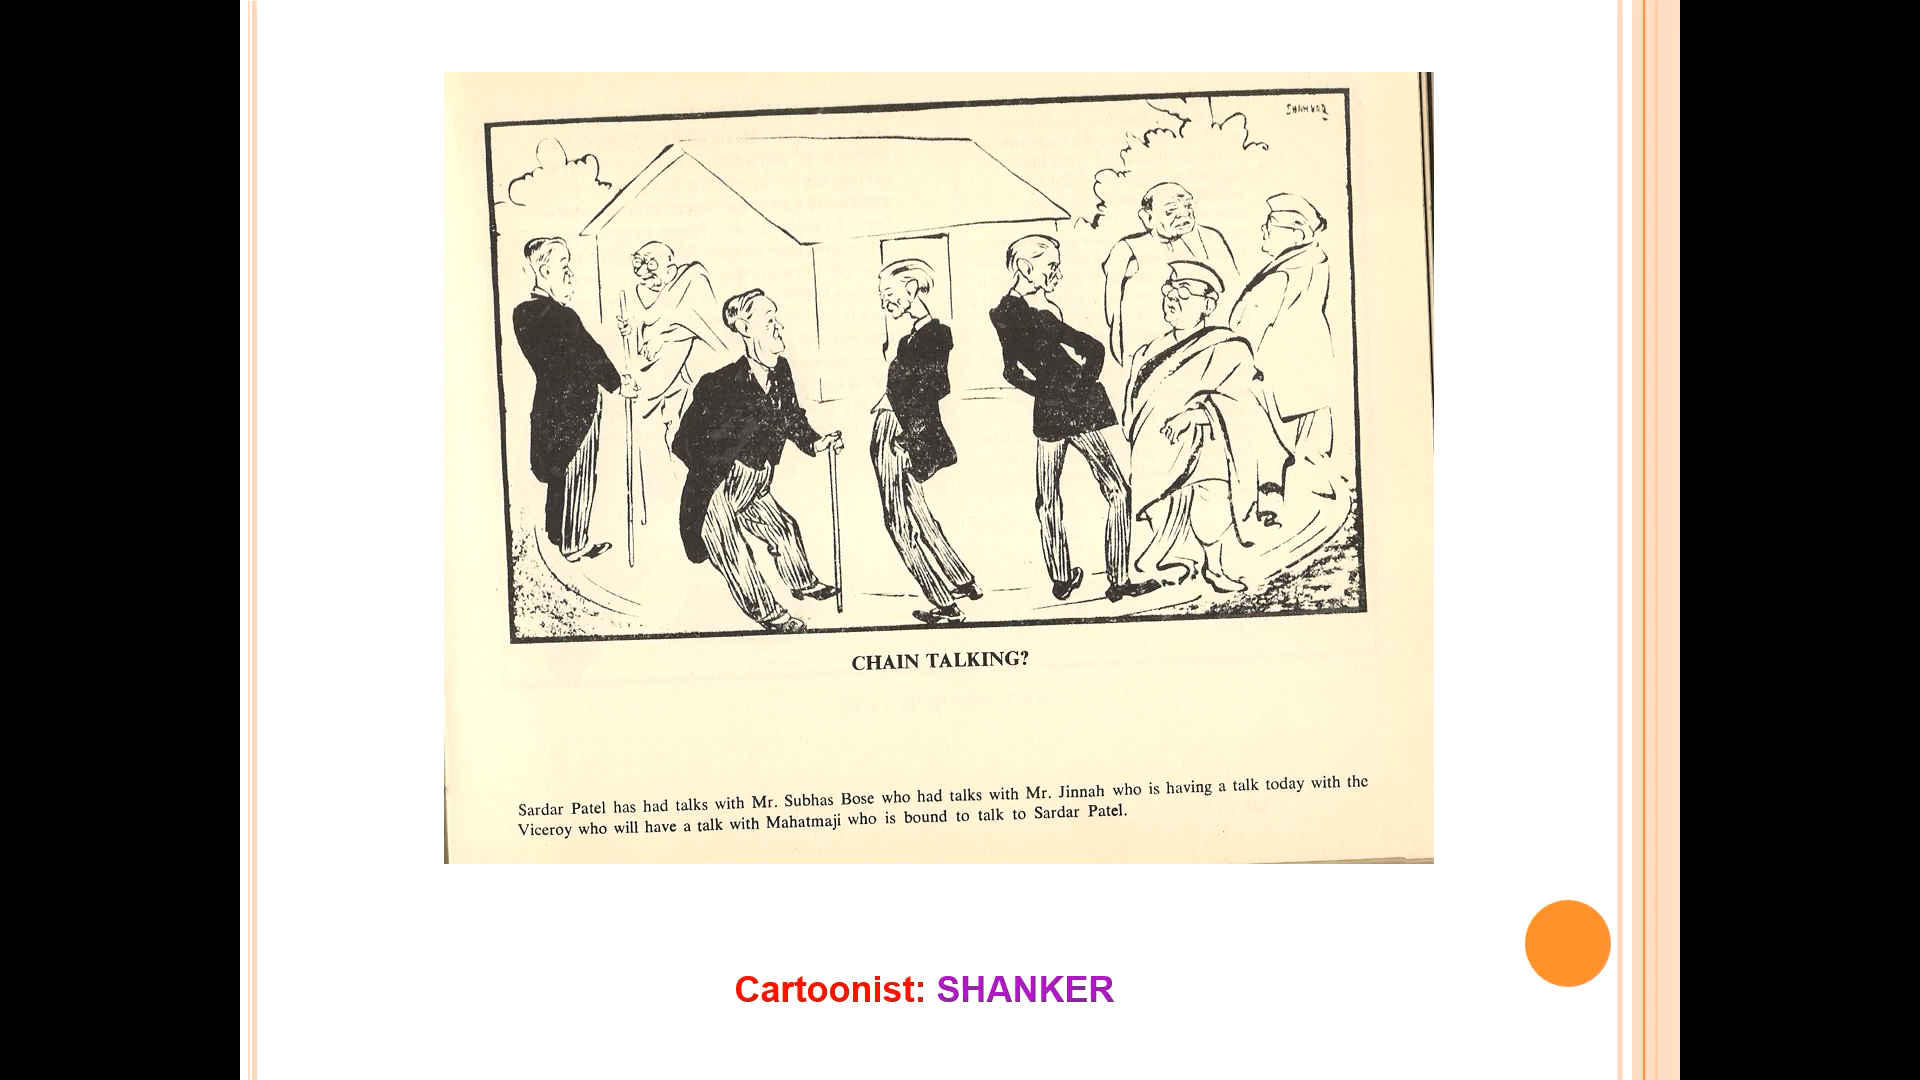 SHANKAR
CHAIN TALKING?
Sardar Patel has had talks with Mr. Subhas Bose who had talks with Mr. Jinnah who is having a talk today with the
Viceroy who will have a talk with Mahatmaji who is bound to talk to Sardar Patel.
Cartoonist: SHANKER